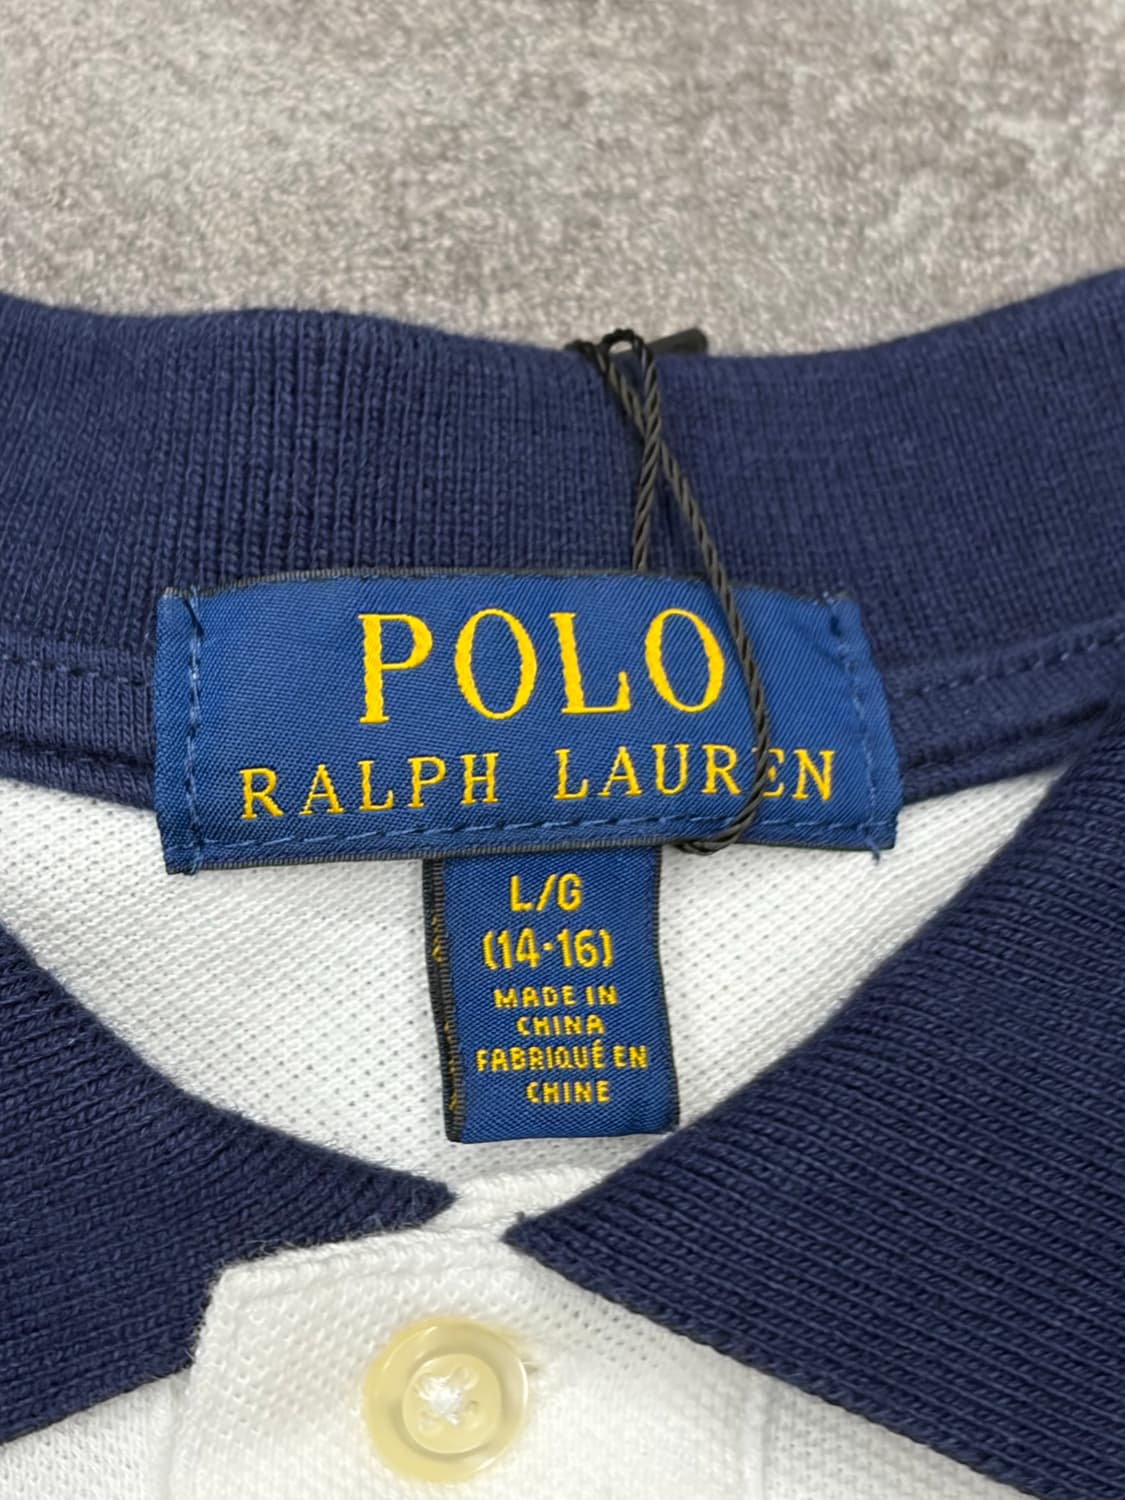 POLO
RALPH LAUREN
L/G
(14-16)
MADE IN
CHINA
FABRIQUÉ EN
CHINE